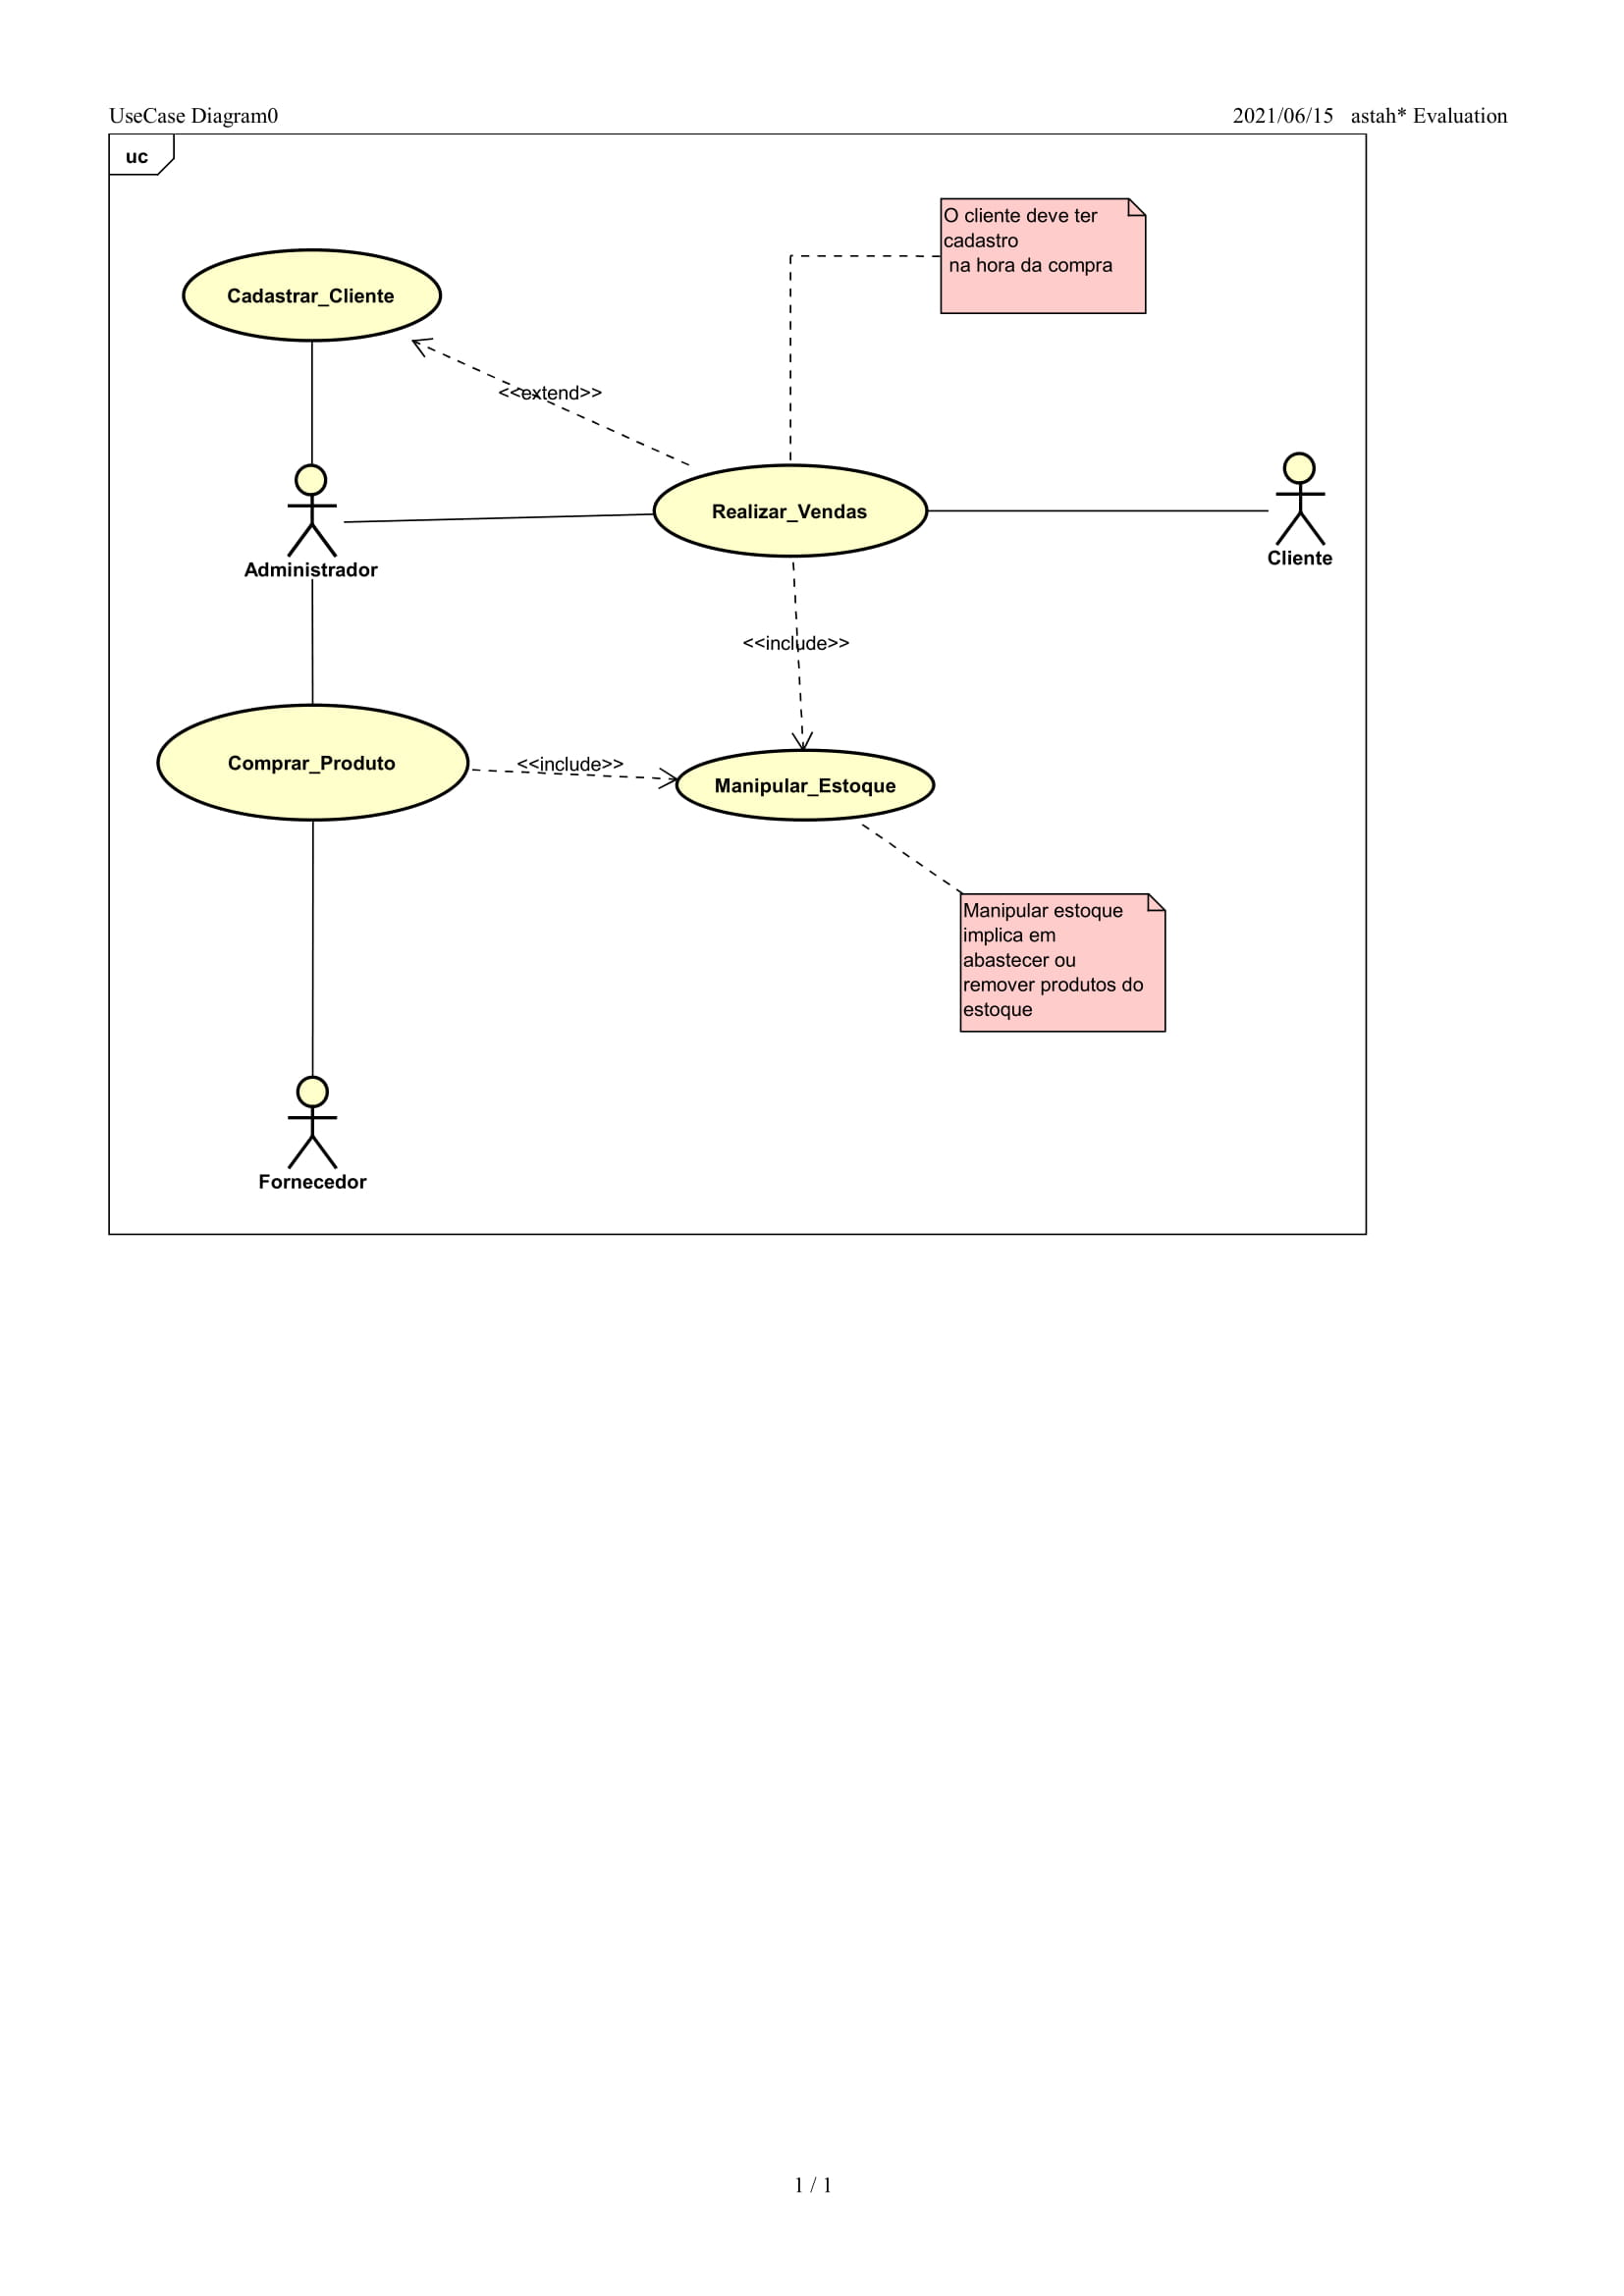 UseCase Diagram0
2021/06/15 astah* Evaluation
uc
O cliente deve ter
cadastro
na hora da compra
Cadastrar_Cliente
<<extend>>
Realizar_Vendas
Cliente
Administrador
<<include>>
Comprar_Produto
<<include>>
Manipular_Estoque
Manipular estoque
implica em
abastecer ou
remover produtos do
estoque
Fornecedor
1 / 1